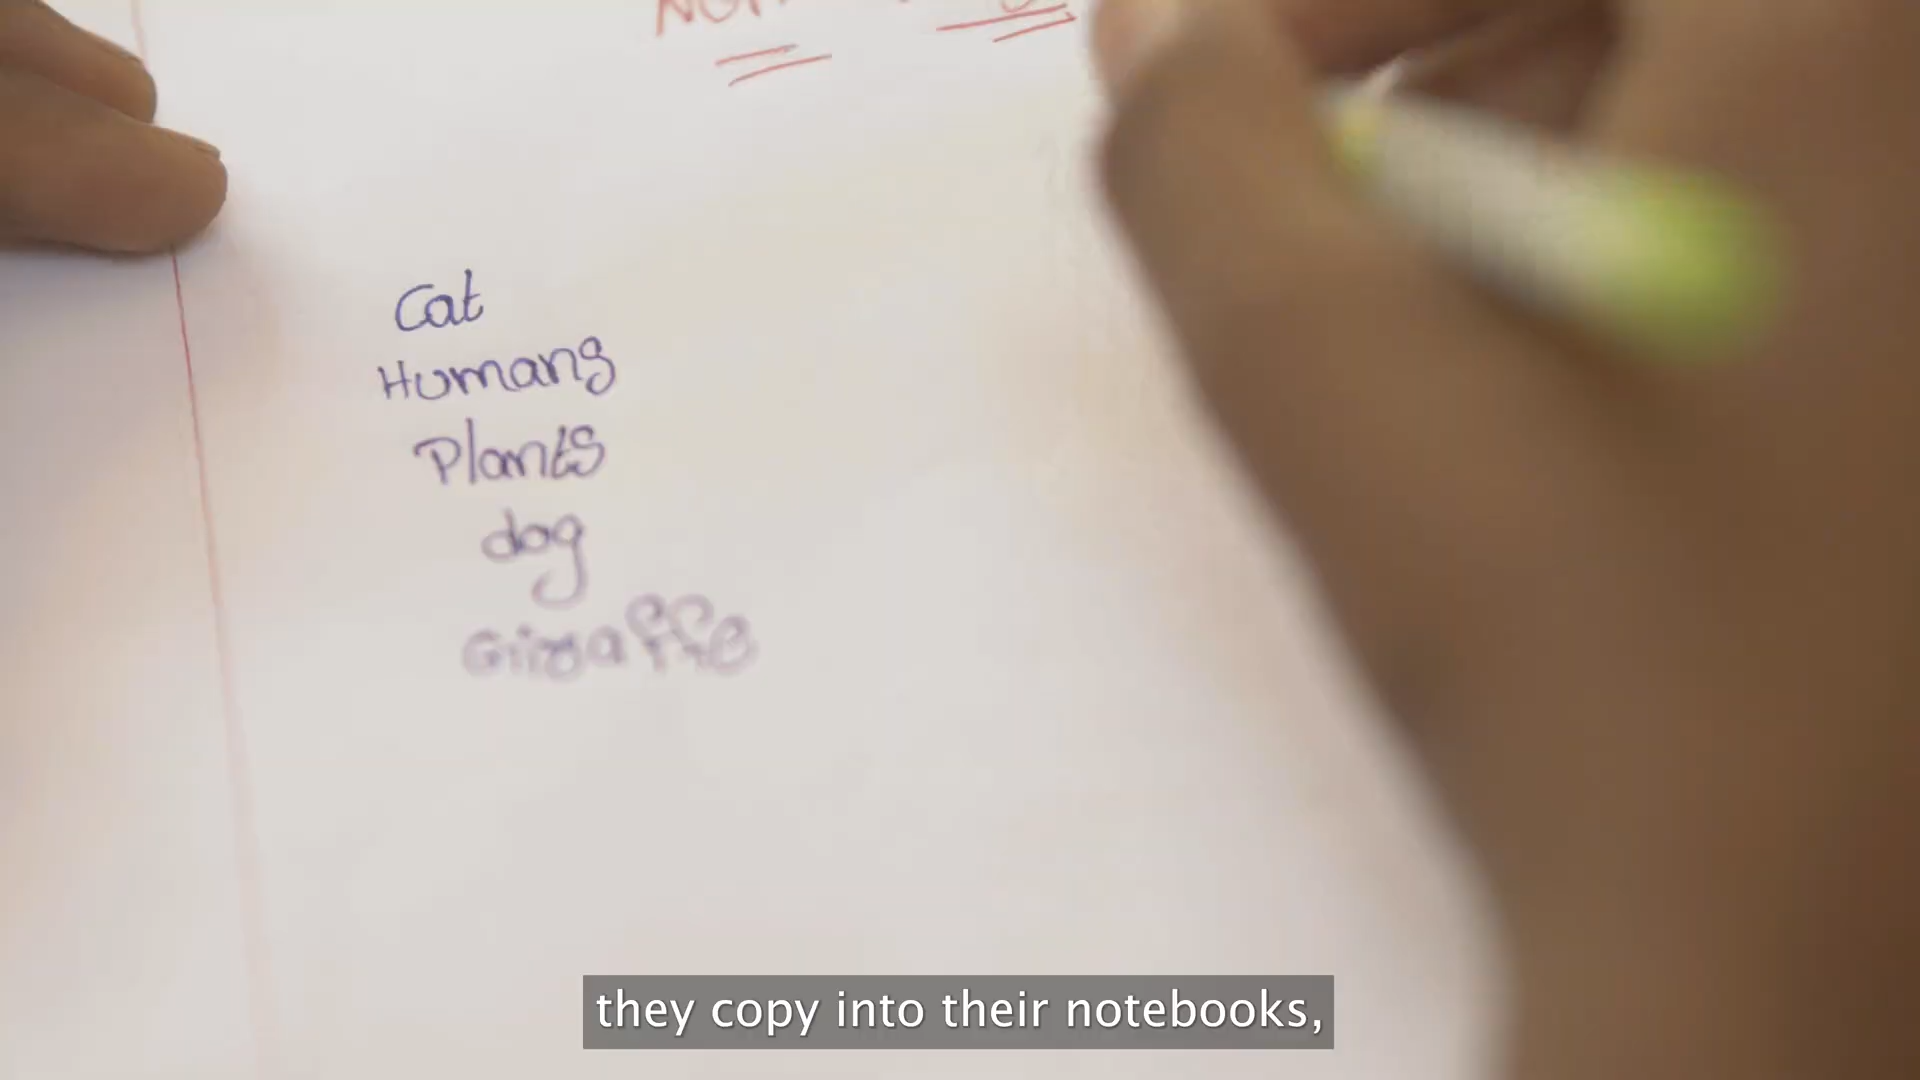 Cat
Humans
Plants
dog
Giraffe
they copy into their notebooks,